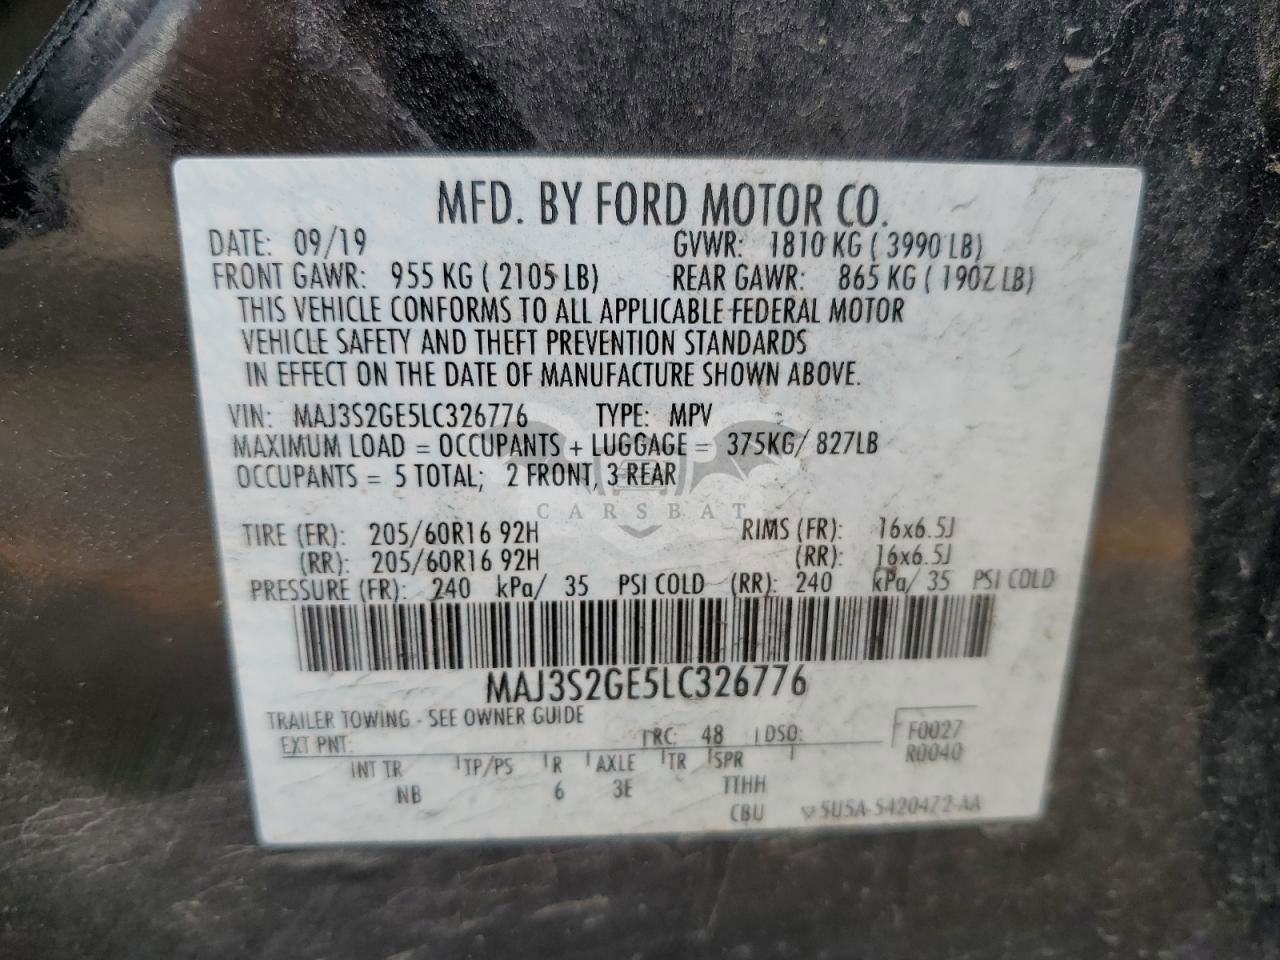 MFD. BY FORD MOTOR CO.
DATE: 09/19 GVWR: 1810 KG ( 3990 LB)
FRONT GAWR: 955 KG ( 2105 LB) REAR GAWR: 865 KG ( 1907 LB)
THIS VEHICLE CONFORMS TO ALL APPLICABLE FEDERAL MOTOR
VEHICLE SAFETY AND THEFT PREVENTION STANDARDS
IN EFFECT ON THE DATE OF MANUFACTURE SHOWN ABOVE.
VIN: MAJ3S2GE5LC326776 TYPE: MPV
MAXIMUM LOAD = OCCUPANTS + LUGGAGE = 375KG/ 827LB
OCCUPANTS = 5 TOTAL; 2 FRONT, 3 REAR
CARSBAT
TIRE (FR): 205/60R16 92H RIMS (FR): 16x6.5J
(RR): 205/60R16 92H (RR): 16x6.5J
PRESSURE (FR): 240 kPa/ 35 PSI COLD (RR): 240 kPa/ 35 PSI COLD
MAJ3S2GE5LC326776
TRAILER TOWING - SEE OWNER GUIDE
EXT PNT: RC: 48 DSO: F0027
R0040
INT TR TP/PS R AXLE TR SPR
NB 6 3E TTHH
CBU 5U5A-5420472-AA